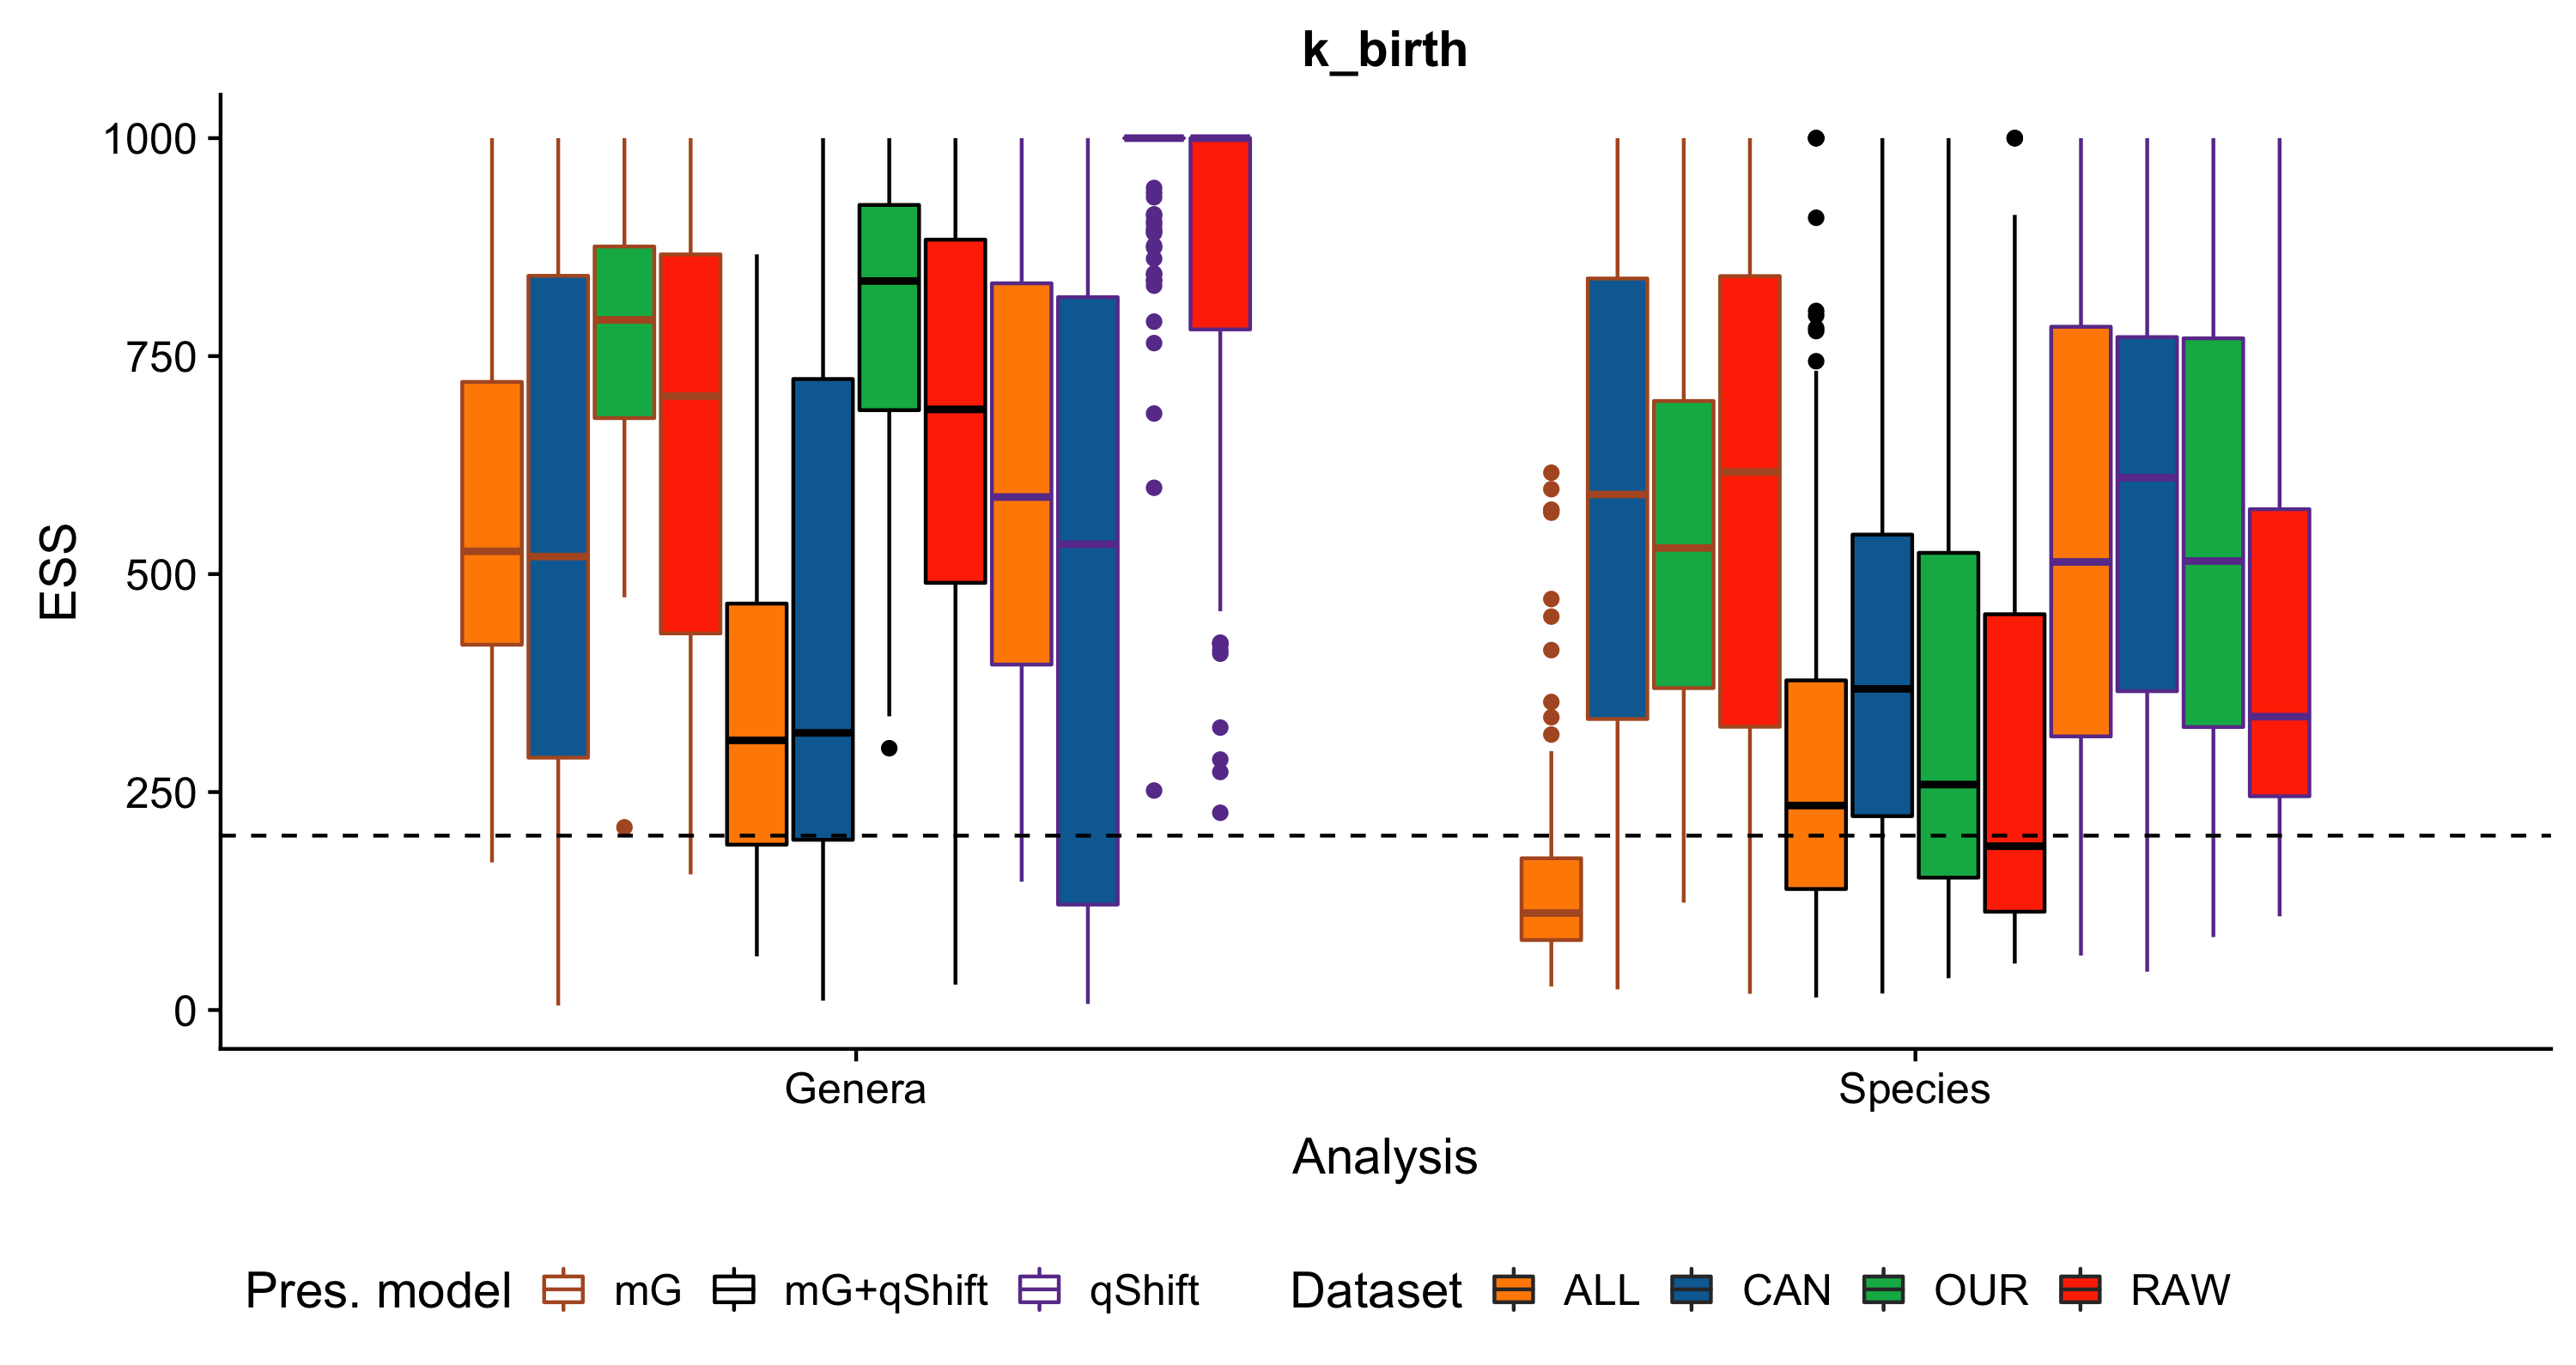 k_birth
1000
750
500
250
0
ESS
Genera
Species
Analysis
Pres. model mG mG+qShift qShift Dataset ALL CAN OUR RAW